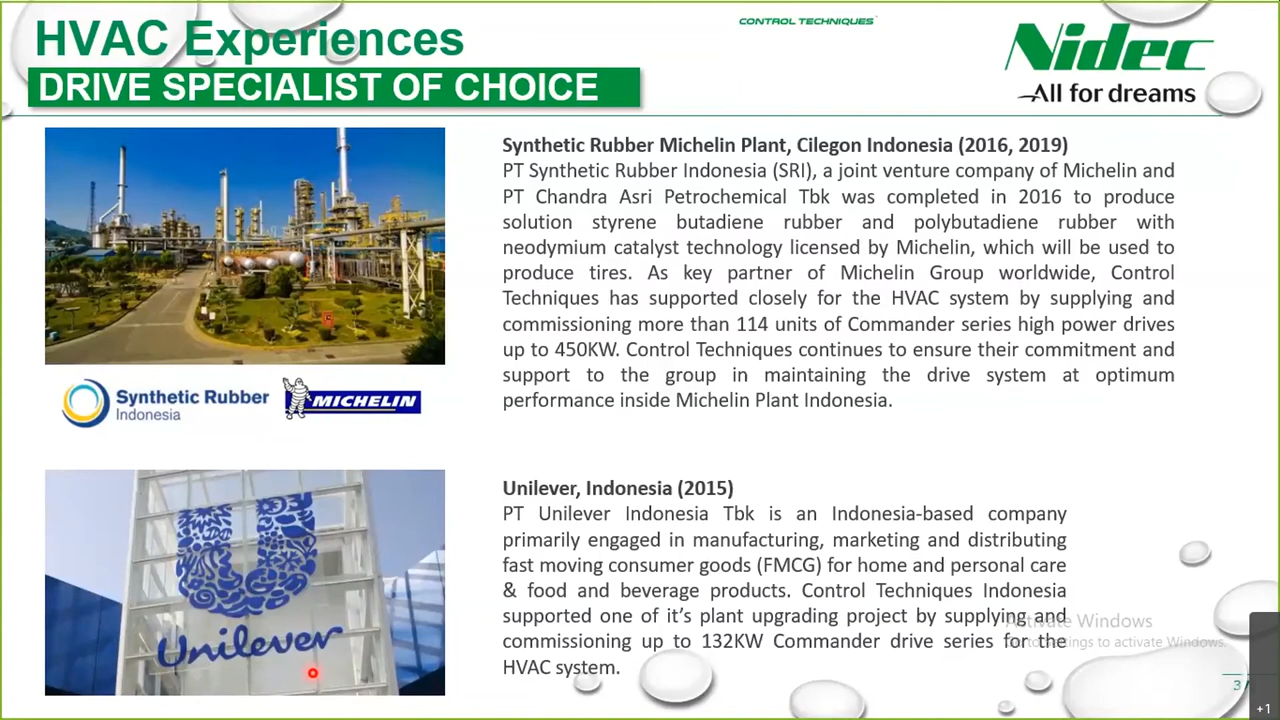 HVAC Experiences
DRIVE SPECIALIST OF CHOICE
CONTROL TECHNIQUES
Nidec
All for dreams
Synthetic Rubber Michelin Plant, Cilegon Indonesia (2016, 2019)
PT Synthetic Rubber Indonesia (SRI), a joint venture company of Michelin and
PT Chandra Asri Petrochemical Tbk was completed in 2016 to produce
solution styrene butadiene rubber and polybutadiene rubber with
neodymium catalyst technology licensed by Michelin, which will be used to
produce tires. As key partner of Michelin Group worldwide, Control
Techniques has supported closely for the HVAC system by supplying and
commissioning more than 114 units of Commander series high power drives
up to 450KW. Control Techniques continues to ensure their commitment and
support to the group in maintaining the drive system at optimum
performance inside Michelin Plant Indonesia.
Synthetic Rubber
Indonesia
MICHELIN
Unilever, Indonesia (2015)
PT Unilever Indonesia Tbk is an Indonesia-based company
primarily engaged in manufacturing, marketing and distributing
fast moving consumer goods (FMCG) for home and personal care
& food and beverage products. Control Techniques Indonesia
supported one of it's plant upgrading project by supplying and
commissioning up to 132KW Commander drive series for the
HVAC system.
Unilever
Activate Windows
Go to Settings to activate Windows.
3/
+1